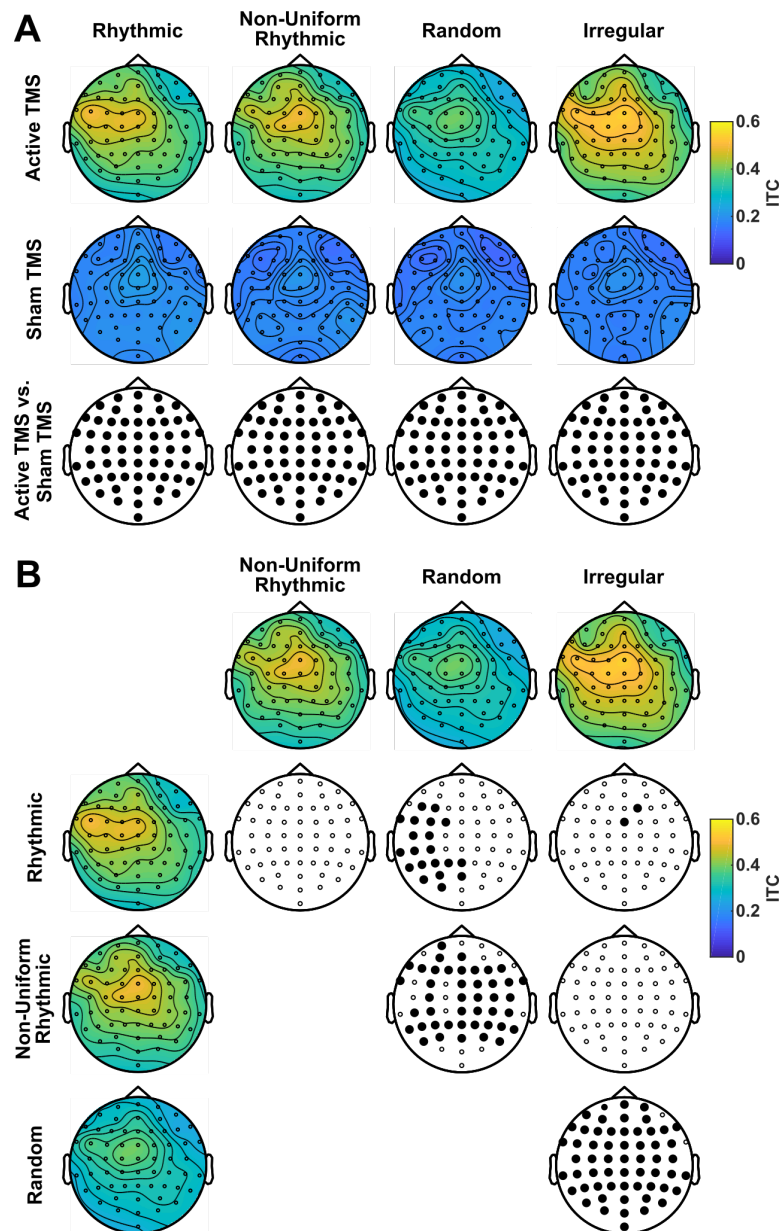 A
Rhythmic
Non-Uniform
Rhythmic
Random
Irregular
Active TMS
0.6
0.4
0.2
0
ITC
Sham TMS
Active TMS vs.
Sham TMS
B
Non-Uniform
Rhythmic
Random
Irregular
Rhythmic
0.6
0.4
0.2
0
ITC
Non-Uniform
Rhythmic
Random